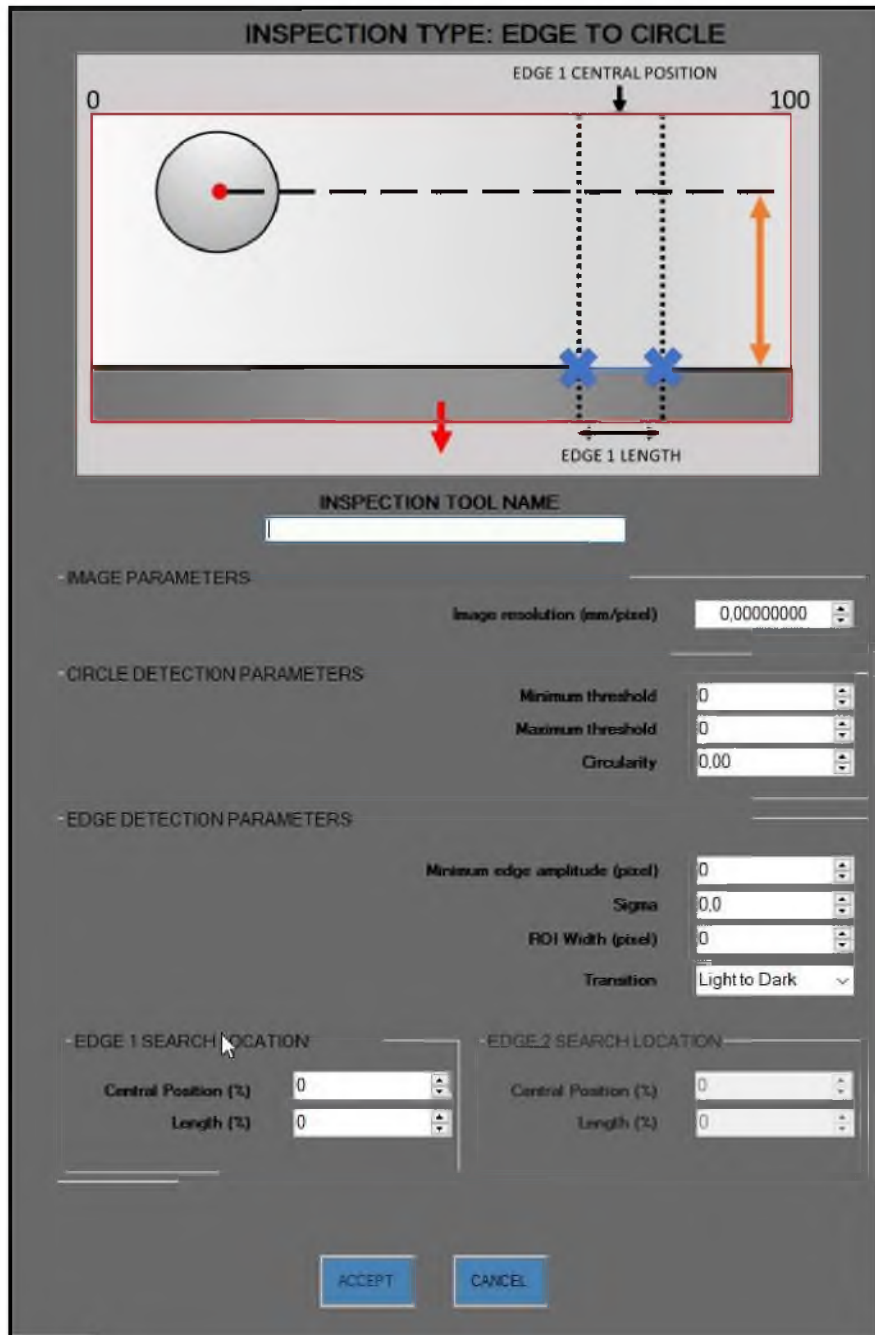 INSPECTION TYPE: EDGE TO CIRCLE
EDGE 1 CENTRAL POSITION
0 100
EDGE 1 LENGTH
INSPECTION TOOL NAME
IMAGE PARAMETERS
Image resolution (mm/pixel) 0,00000000
CIRCLE DETECTION PARAMETERS
Minimum threshold 0
Maximum threshold 0
Circularity 0,00
EDGE DETECTION PARAMETERS
Minimum edge amplitude (pixel) 0
Sigma 0,0
ROI Width (pixel) 0
Transition Light to Dark
EDGE 1 SEARCH LOCATION EDGE 2 SEARCH LOCATION
Central Position (%) 0 Central Position (%) 0
Length (%) 0 Length (%) 0
ACCEPT CANCEL